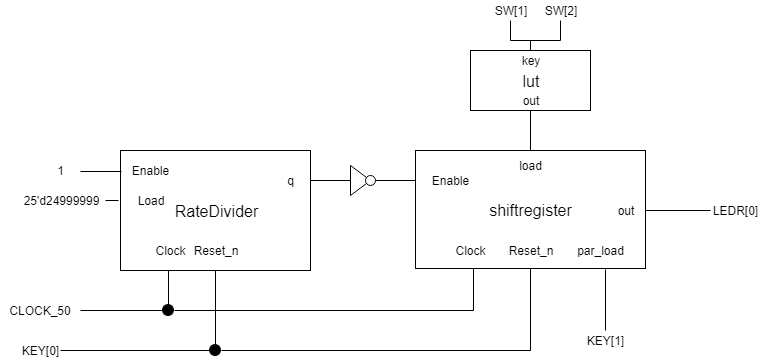 SW[1] SW[2]
key
lut
out
1 Enable
q
25'd24999999 Load
RateDivider
Clock Reset_n
load
Enable
shiftregister
out
LEDR[0]
Clock Reset_n par_load
CLOCK_50
KEY[1]
KEY[0]